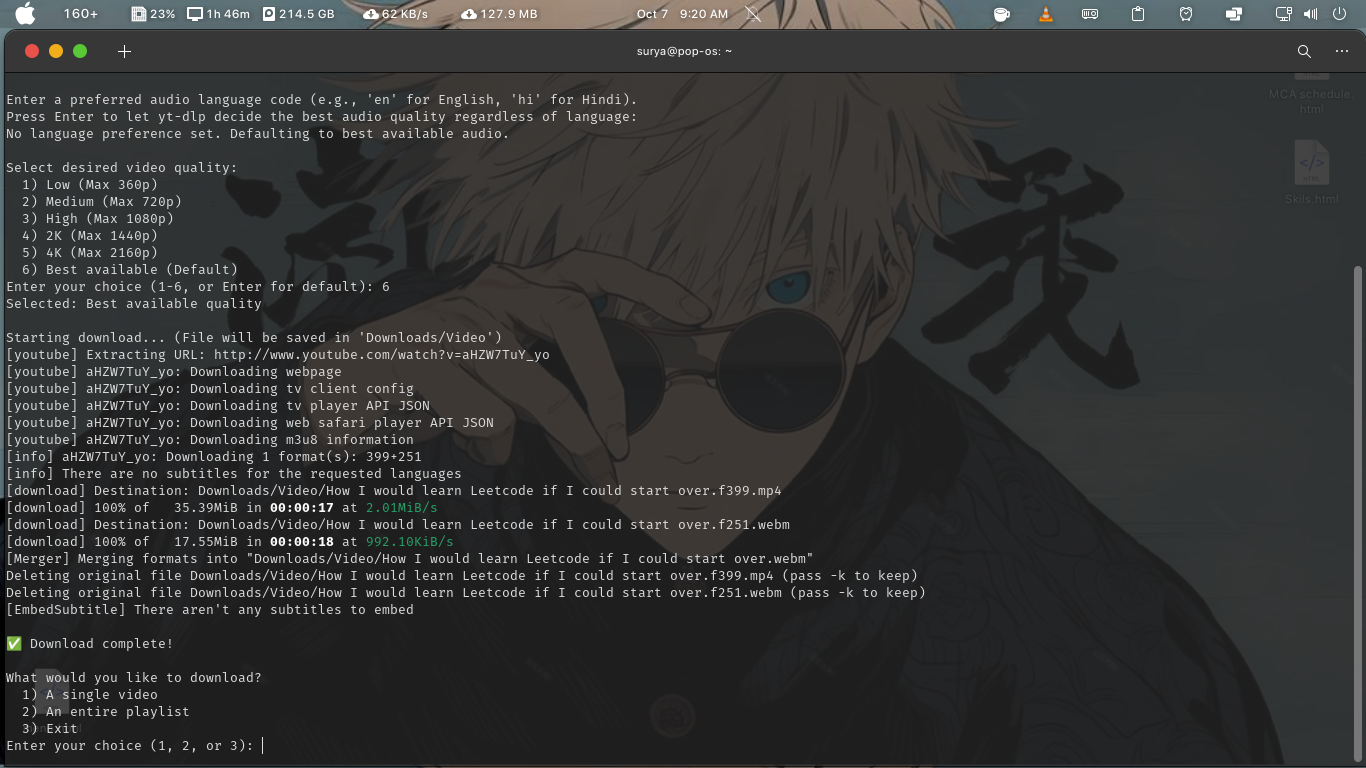 160+ 23% 1h 46m 214.5 GB 62 KB/s 127.9 MB Oct 7 9:20 AM
surya@pop-os: ~
MCA schedule.html
Skils.html
Enter a preferred audio language code (e.g., 'en' for English, 'hi' for Hindi).
Press Enter to let yt-dlp decide the best audio quality regardless of language:
No language preference set. Defaulting to best available audio.
Select desired video quality:
1) Low (Max 360p)
2) Medium (Max 720p)
3) High (Max 1080p)
4) 2K (Max 1440p)
5) 4K (Max 2160p)
6) Best available (Default)
Enter your choice (1-6, or Enter for default): 6
Selected: Best available quality
Starting download... (File will be saved in 'Downloads/Video')
[youtube] Extracting URL: http://www.youtube.com/watch?v=aHZW7TuY_yo
[youtube] aHZW7TuY_yo: Downloading webpage
[youtube] aHZW7TuY_yo: Downloading tv client config
[youtube] aHZW7TuY_yo: Downloading tv player API JSON
[youtube] aHZW7TuY_yo: Downloading web safari player API JSON
[youtube] aHZW7TuY_yo: Downloading m3u8 information
[info] aHZW7TuY_yo: Downloading 1 format(s): 399+251
[info] There are no subtitles for the requested languages
[download] Destination: Downloads/Video/How I would learn Leetcode if I could start over.f399.mp4
[download] 100% of 35.39MiB in 00:00:17 at 2.01MiB/s
[download] Destination: Downloads/Video/How I would learn Leetcode if I could start over.f251.webm
[download] 100% of 17.55MiB in 00:00:18 at 992.10KiB/s
[Merger] Merging formats into "Downloads/Video/How I would learn Leetcode if I could start over.webm"
Deleting original file Downloads/Video/How I would learn Leetcode if I could start over.f399.mp4 (pass -k to keep)
Deleting original file Downloads/Video/How I would learn Leetcode if I could start over.f251.webm (pass -k to keep)
[EmbedSubtitle] There aren't any subtitles to embed
✅ Download complete!
What would you like to download?
1) A single video
2) An entire playlist
3) Exit
Enter your choice (1, 2, or 3):